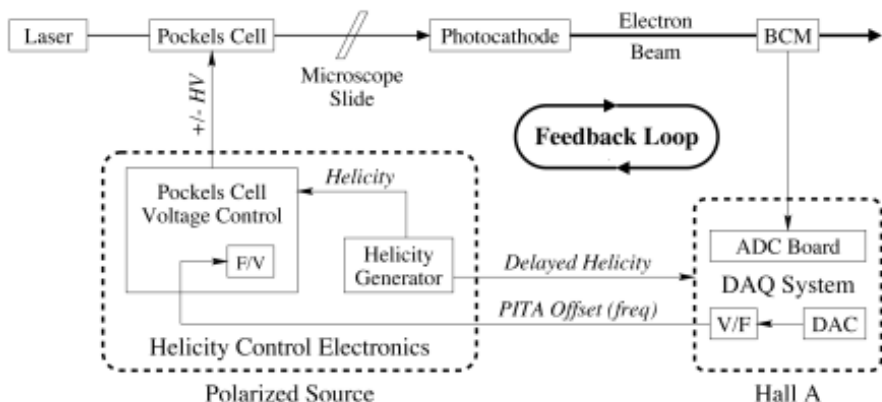 Laser
Pockels Cell
Microscope
Slide
Photocathode
Electron
Beam
BCM
+/- HV
Feedback Loop
Pockels Cell
Voltage Control
F/V
Helicity
Helicity
Generator
Delayed Helicity
PITA Offset (freq)
ADC Board
DAQ System
V/F
DAC
Helicity Control Electronics
Polarized Source
Hall A